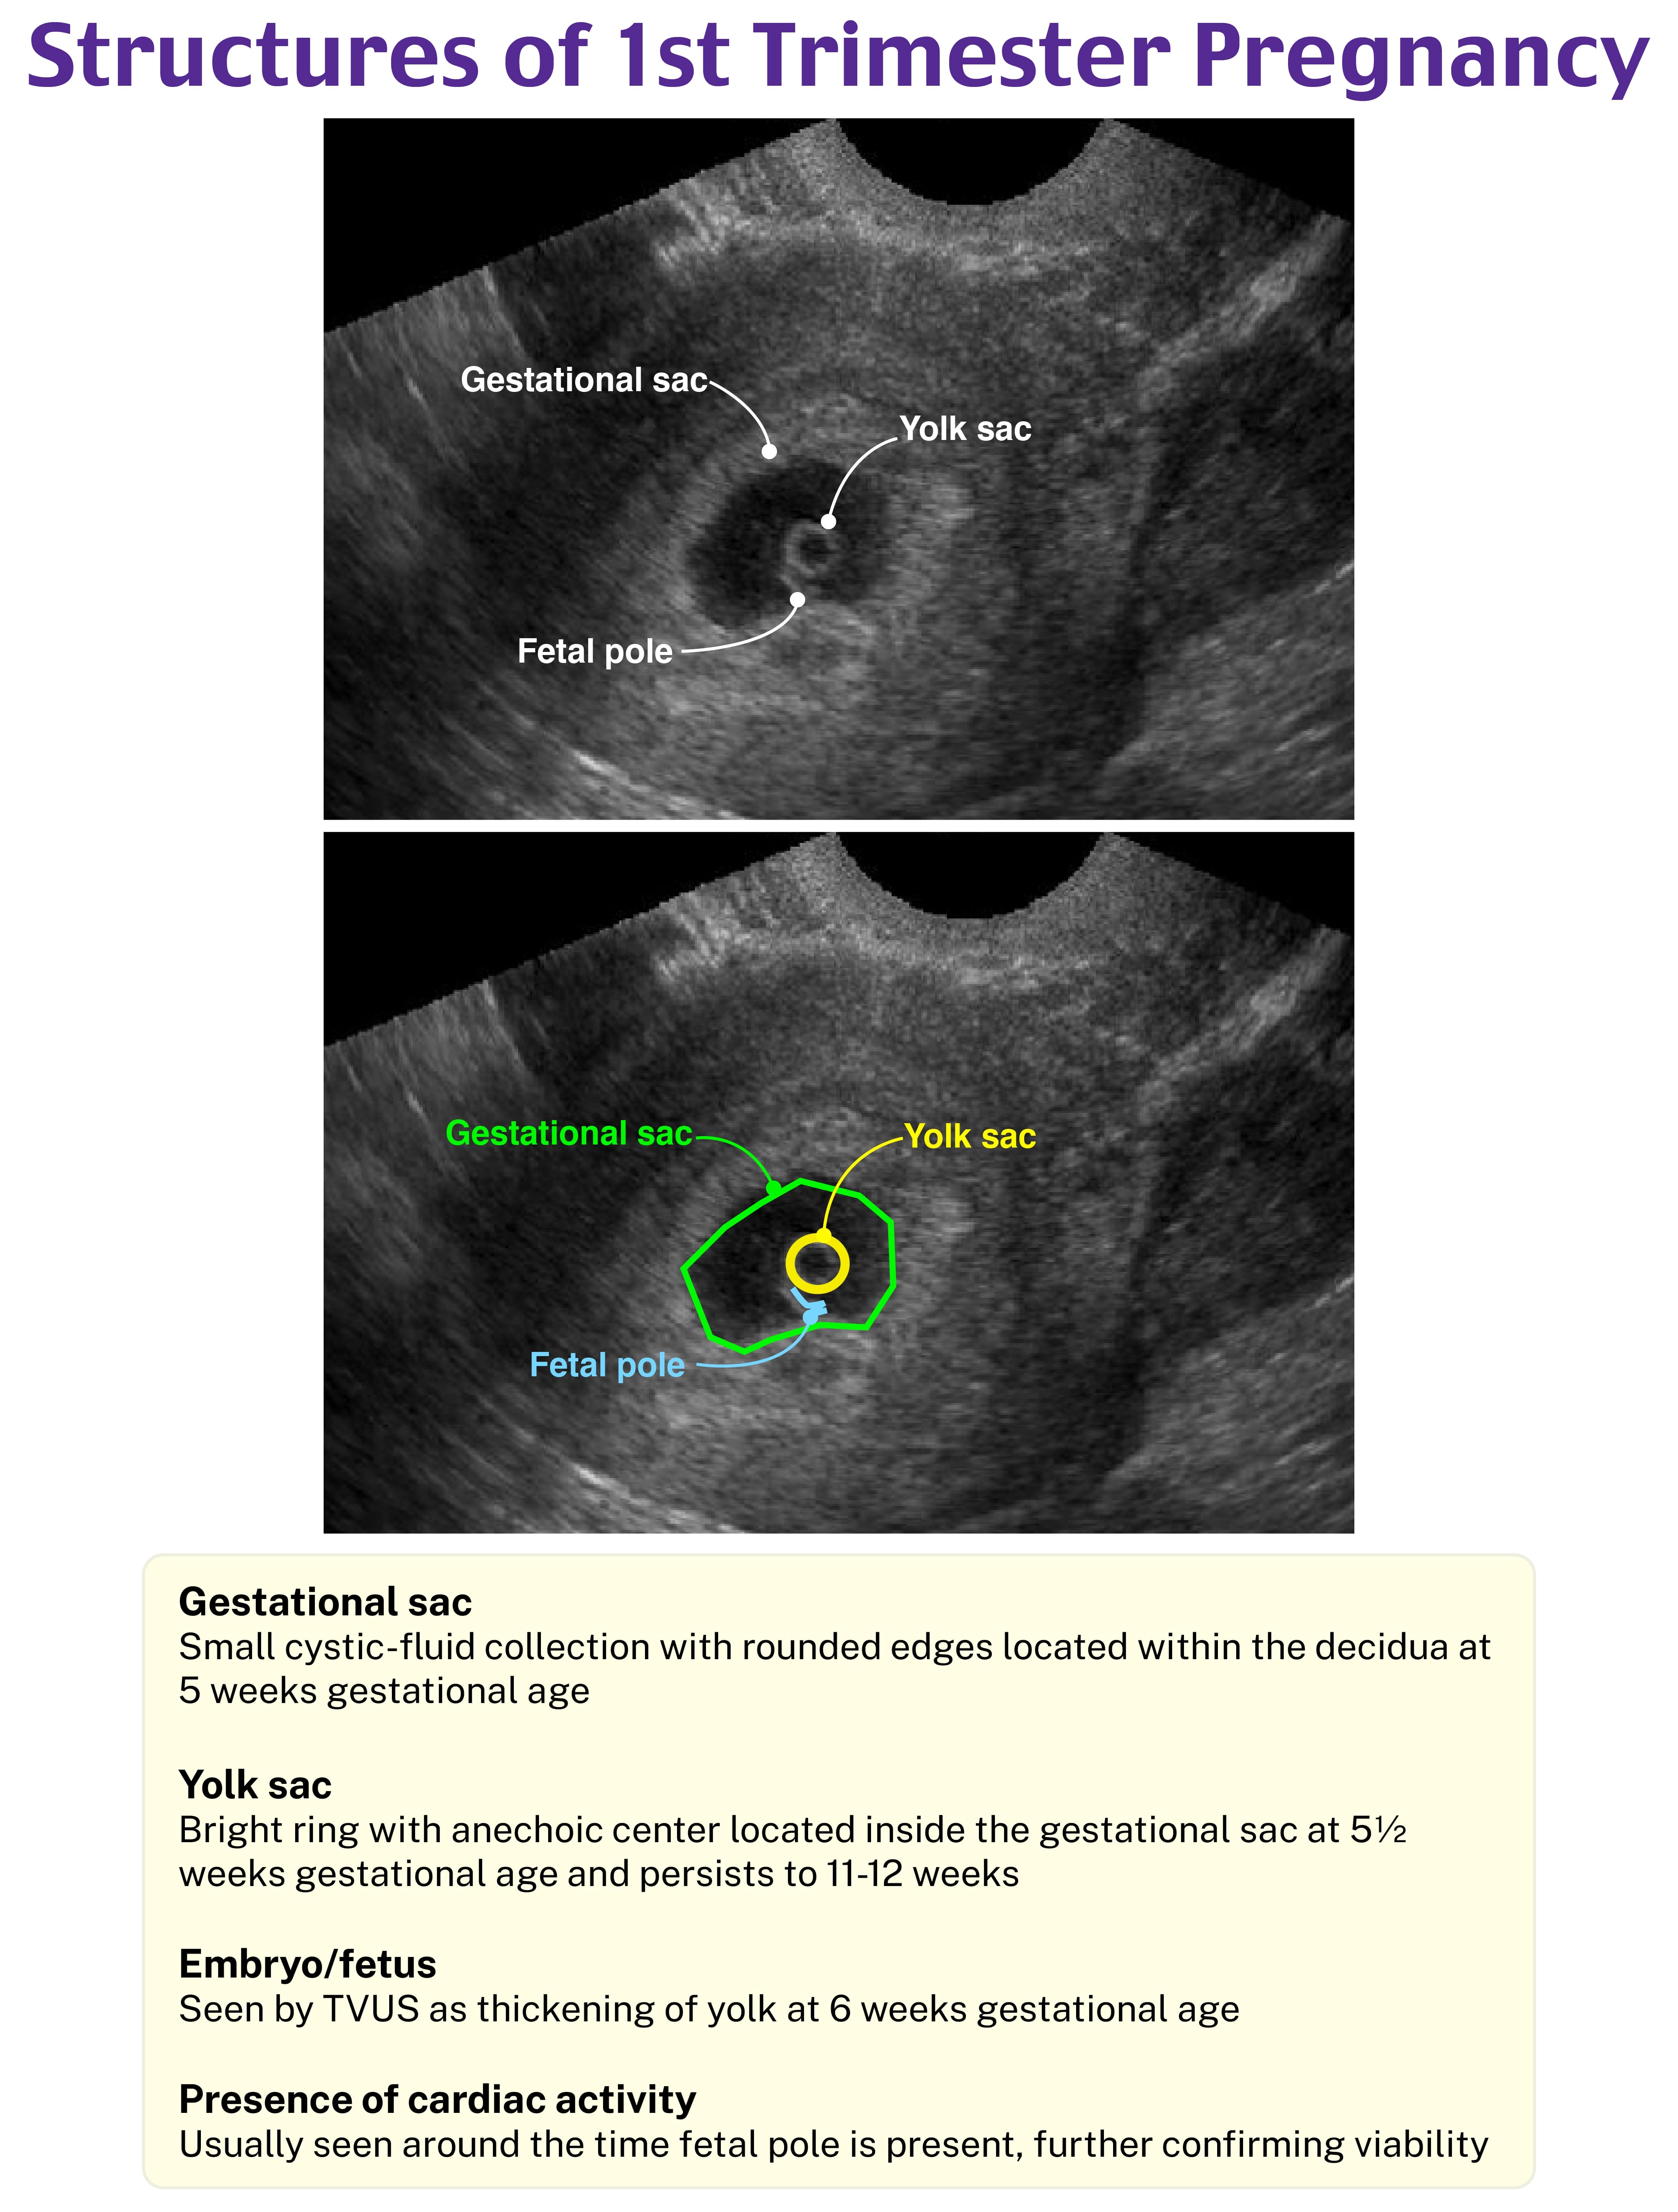 Structures of 1st Trimester Pregnancy
Gestational sac
Yolk sac
Fetal pole
Gestational sac
Yolk sac
Fetal pole
Gestational sac
Small cystic-fluid collection with rounded edges located within the decidua at
5 weeks gestational age
Yolk sac
Bright ring with anechoic center located inside the gestational sac at 5½
weeks gestational age and persists to 11-12 weeks
Embryo/fetus
Seen by TVUS as thickening of yolk at 6 weeks gestational age
Presence of cardiac activity
Usually seen around the time fetal pole is present, further confirming viability